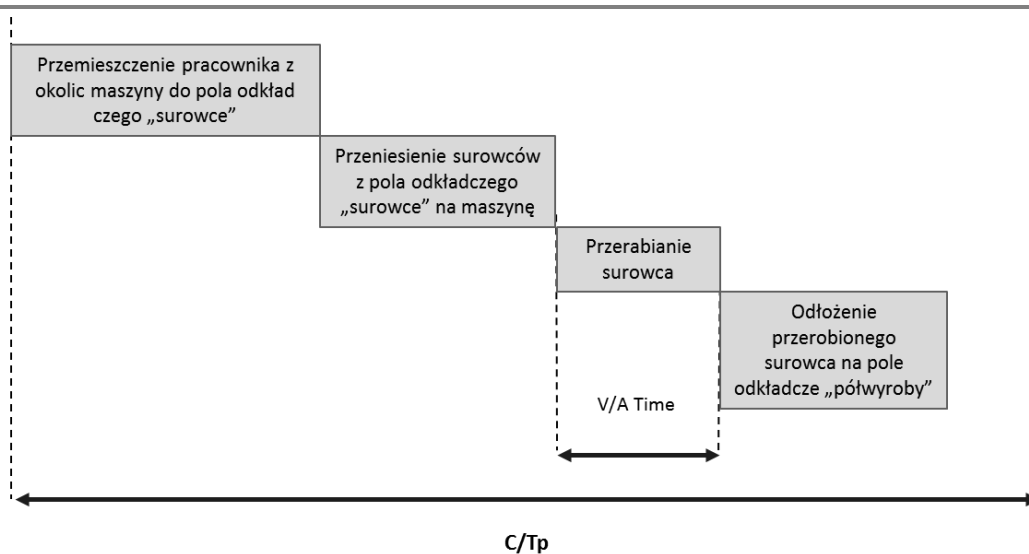 Przemieszczenie pracownika z
okolic maszyny do pola odkład
czego „surowce”
Przeniesienie surowców
z pola odkładczego
„surowce” na maszynę
Przerabianie
surowca
Odłożenie
przerobionego
surowca na pole
odkładcze „półwyroby”
V/A Time
C/Tp